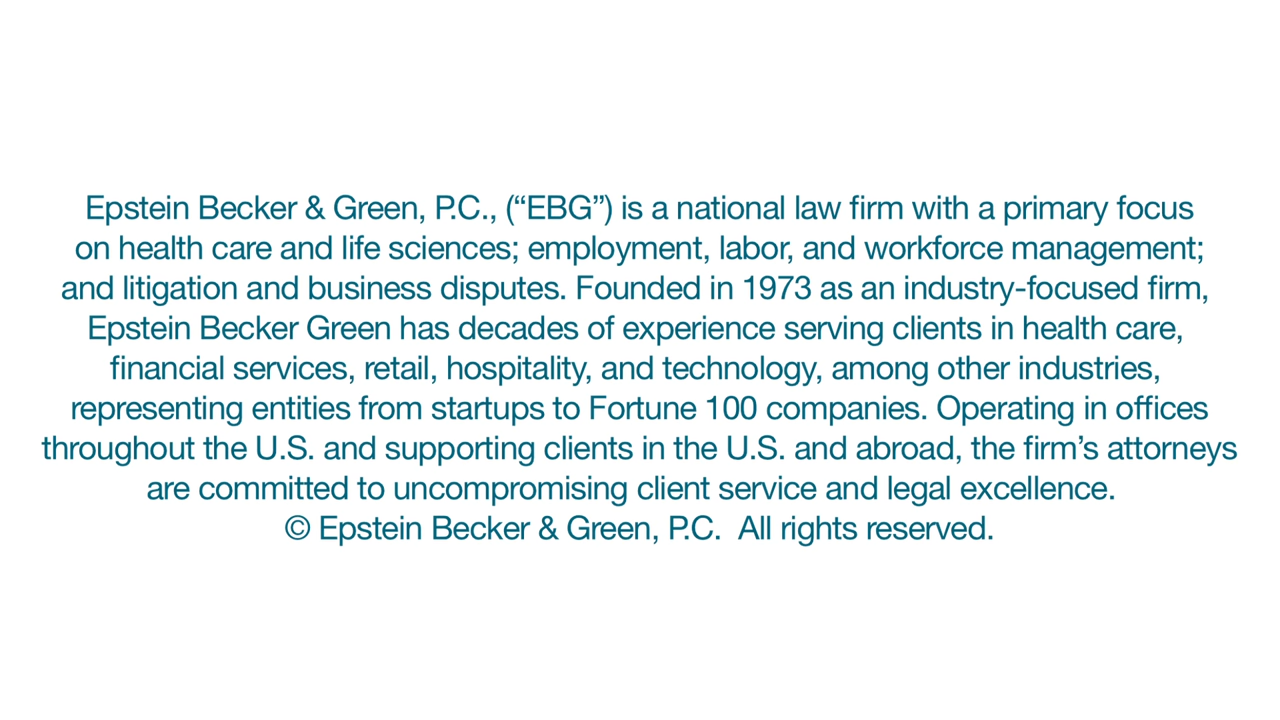 Epstein Becker & Green, P.C., (“EBG”) is a national law firm with a primary focus
on health care and life sciences; employment, labor, and workforce management;
and litigation and business disputes. Founded in 1973 as an industry-focused firm,
Epstein Becker Green has decades of experience serving clients in health care,
financial services, retail, hospitality, and technology, among other industries,
representing entities from startups to Fortune 100 companies. Operating in offices
throughout the U.S. and supporting clients in the U.S. and abroad, the firm’s attorneys
are committed to uncompromising client service and legal excellence.
© Epstein Becker & Green, P.C.  All rights reserved.